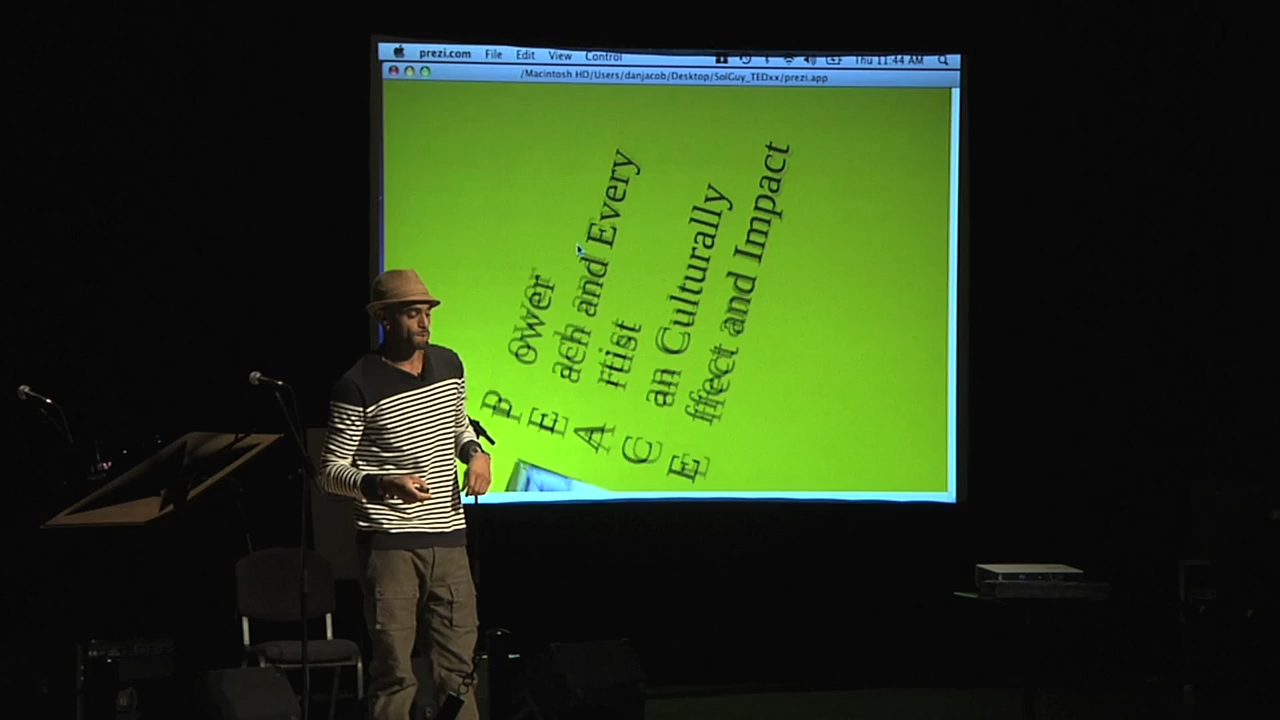 prezi.com File Edit View Control Thu 11:44 AM
/Macintosh HD/Users/danjacob/Desktop/SolGuy_TEDxx/prezi.app
P ower
E ach and Every
A rtist
C an Culturally
E ffect and Impact